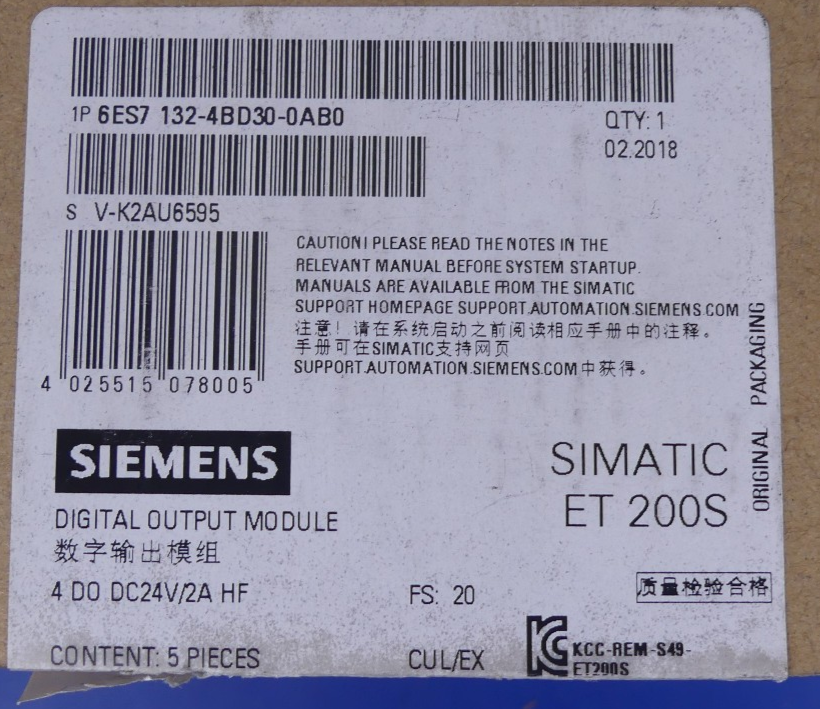 1P 6ES7 132-4BD30-0AB0
QTY: 1
02.2018
S V-K2AU6595
4 025515 078005
CAUTION! PLEASE READ THE NOTES IN THE
RELEVANT MANUAL BEFORE SYSTEM STARTUP.
MANUALS ARE AVAILABLE FROM THE SIMATIC
SUPPORT HOMEPAGE SUPPORT.AUTOMATION.SIEMENS.COM
注意！请在系统启动之前阅读相应手册中的注释。
手册可在SIMATIC支持网页
SUPPORT.AUTOMATION.SIEMENS.COM中获得。
ORIGINAL PACKAGING
SIEMENS
SIMATIC
ET 200S
DIGITAL OUTPUT MODULE
数字输出模组
4 DO DC24V/2A HF
FS: 20
质量检验合格
CONTENT: 5 PIECES
CUL/EX
KCC-REM-S49-
ET200S